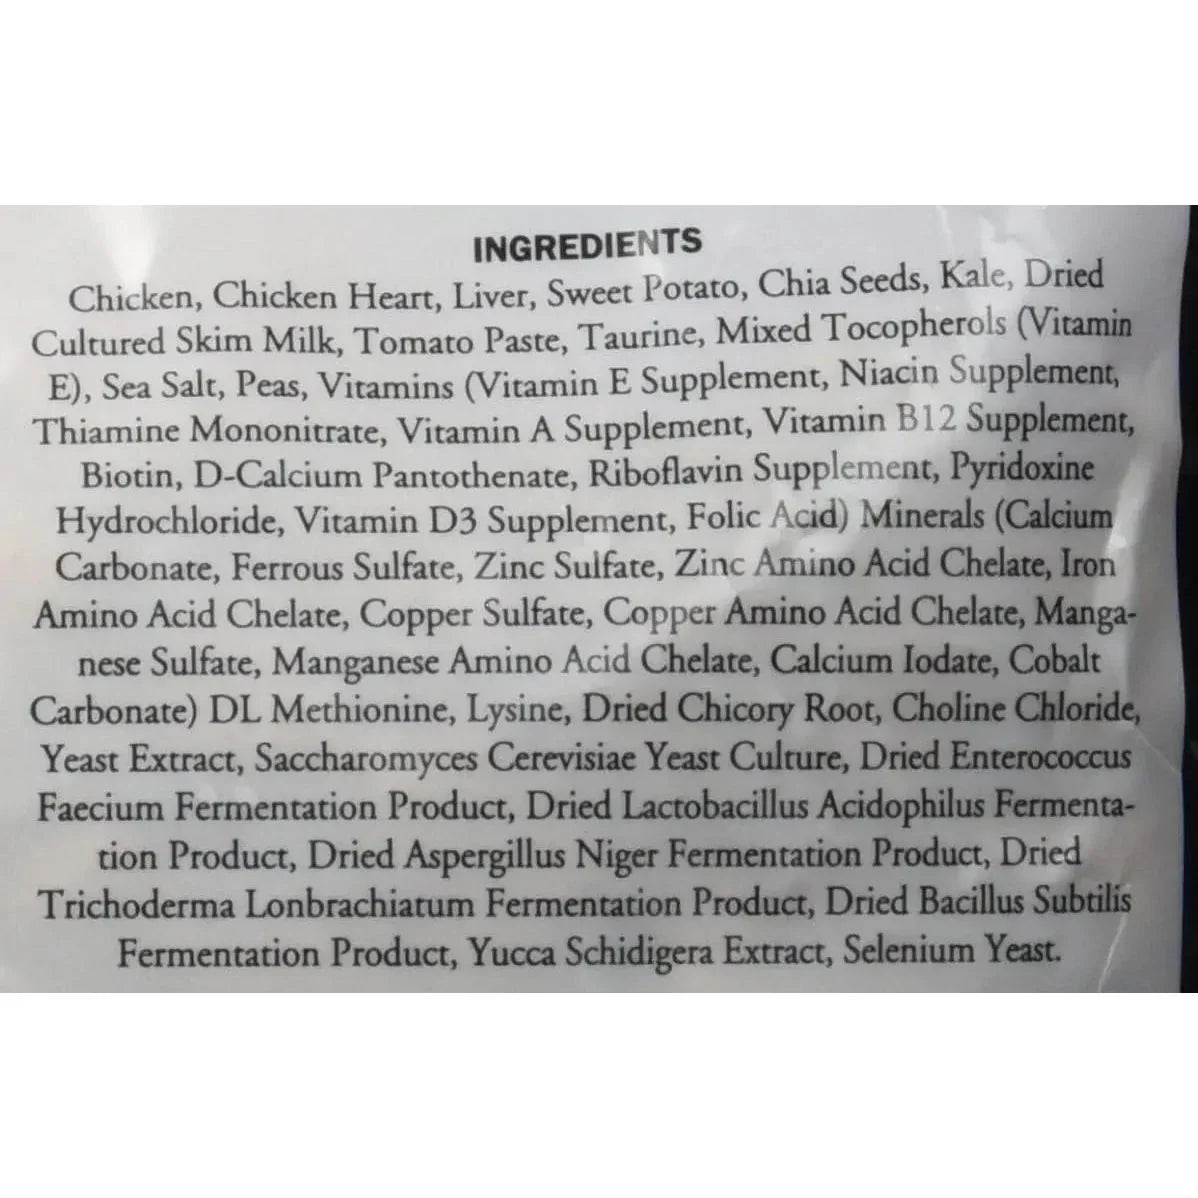 INGREDIENTS
Chicken, Chicken Heart, Liver, Sweet Potato, Chia Seeds, Kale, Dried
Cultured Skim Milk, Tomato Paste, Taurine, Mixed Tocopherols (Vitamin
E), Sea Salt, Peas, Vitamins (Vitamin E Supplement, Niacin Supplement,
Thiamine Mononitrate, Vitamin A Supplement, Vitamin B12 Supplement,
Biotin, D-Calcium Pantothenate, Riboflavin Supplement, Pyridoxine
Hydrochloride, Vitamin D3 Supplement, Folic Acid) Minerals (Calcium
Carbonate, Ferrous Sulfate, Zinc Sulfate, Zinc Amino Acid Chelate, Iron
Amino Acid Chelate, Copper Sulfate, Copper Amino Acid Chelate, Manga-
nese Sulfate, Manganese Amino Acid Chelate, Calcium Iodate, Cobalt
Carbonate) DL Methionine, Lysine, Dried Chicory Root, Choline Chloride,
Yeast Extract, Saccharomyces Cerevisiae Yeast Culture, Dried Enterococcus
Faecium Fermentation Product, Dried Lactobacillus Acidophilus Fermenta-
tion Product, Dried Aspergillus Niger Fermentation Product, Dried
Trichoderma Lonbrachiatum Fermentation Product, Dried Bacillus Subtilis
Fermentation Product, Yucca Schidigera Extract, Selenium Yeast.